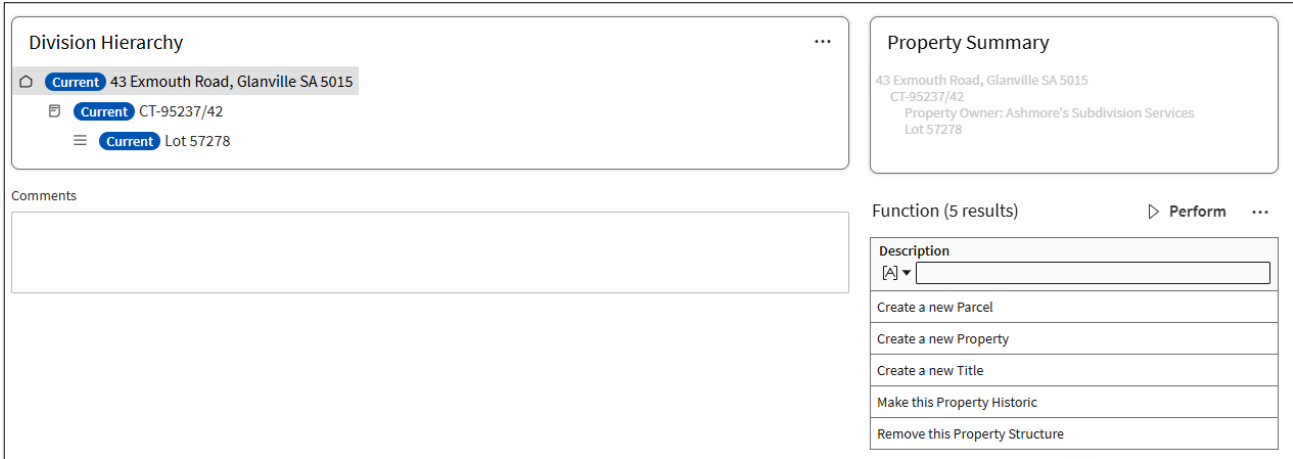 Division Hierarchy
Current 43 Exmouth Road, Glanville SA 5015
Current CT-95237/42
Current Lot 57278
Comments
Property Summary
43 Exmouth Road, Glanville SA 5015
CT-95237/42
Property Owner: Ashmore's Subdivision Services
Lot 57278
Function (5 results)
Perform
Description
[A]
Create a new Parcel
Create a new Property
Create a new Title
Make this Property Historic
Remove this Property Structure